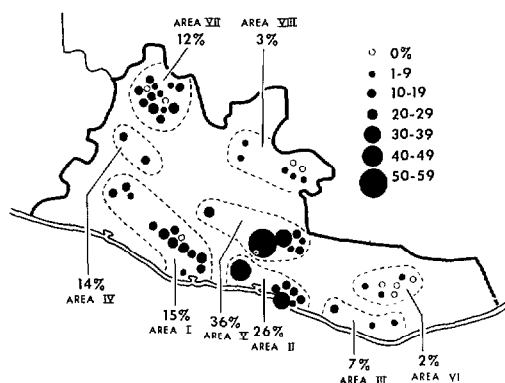 AREA VII
12%
AREA VIII
3%
0%
1-9
10-19
20-29
30-39
40-49
50-59
14%
AREA IV
15%
AREA I
36%
AREA V
26%
AREA II
7%
AREA III
2%
AREA VI